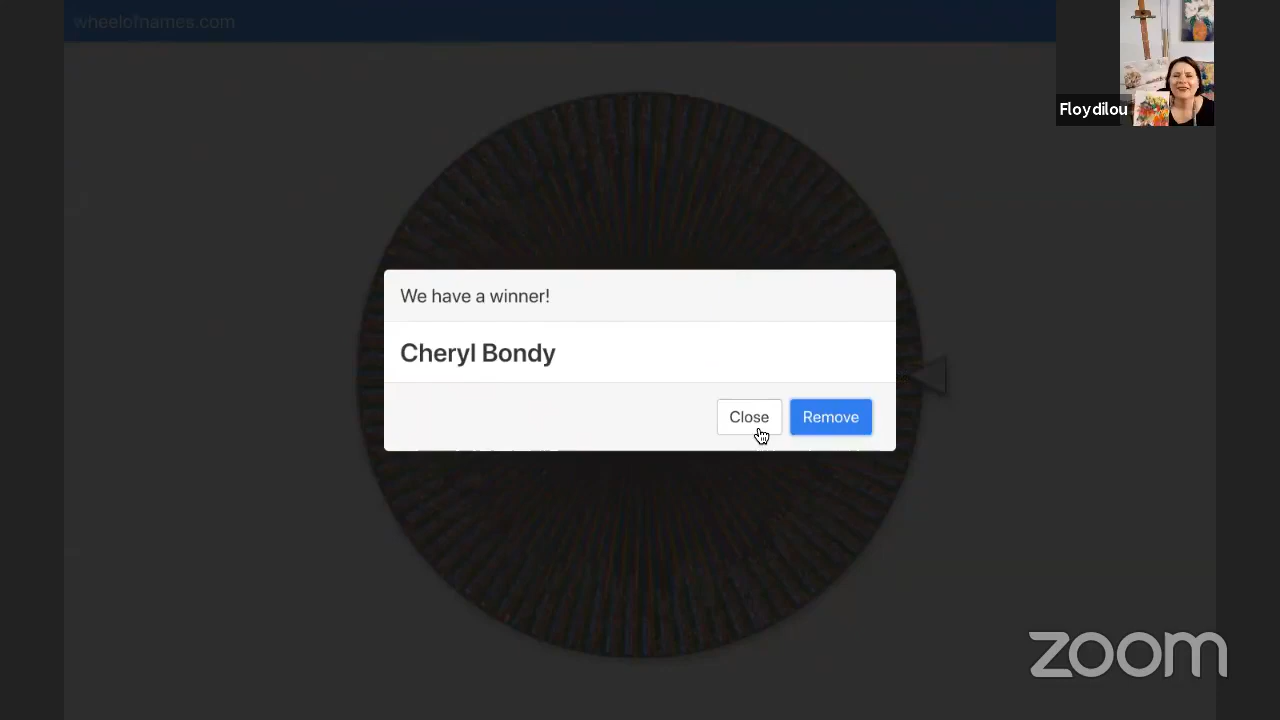 wheelofnames.com
Floydilou
We have a winner!
Cheryl Bondy
Close
Remove
zoom